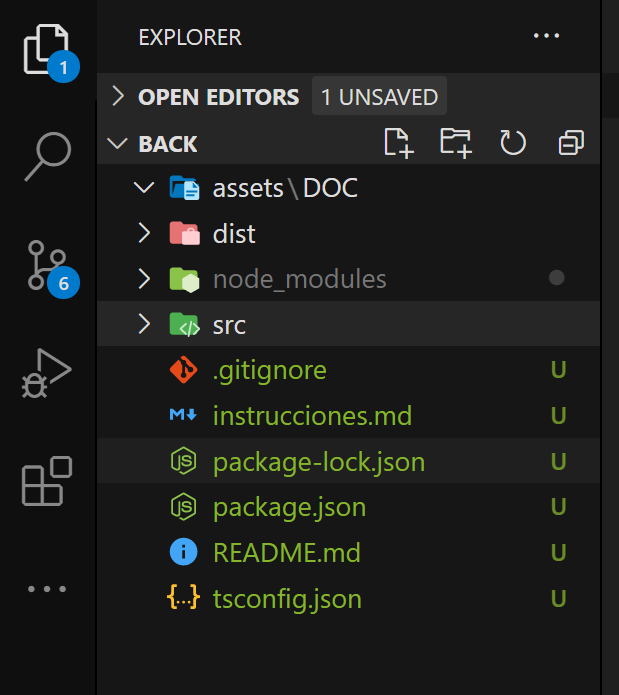 EXPLORER
1
OPEN EDITORS 1 UNSAVED
BACK
assets\DOC
dist
6
node_modules
src
.gitignore U
instrucciones.md U
package-lock.json U
package.json U
README.md U
tsconfig.json U